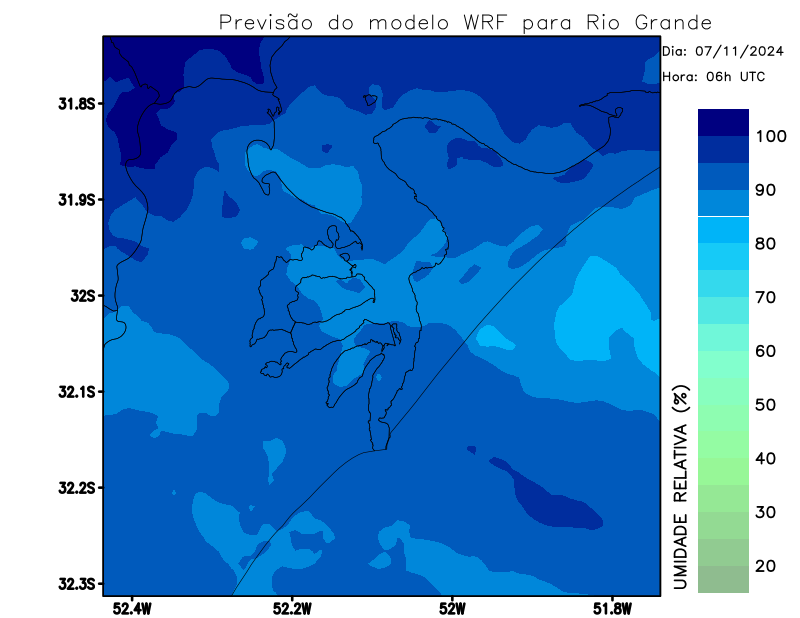 Previsão do modelo WRF para Rio Grande
Dia: 07/11/2024
Hora: 06h UTC
31.8S
31.9S
32S
32.1S
32.2S
32.3S
52.4W
52.2W
52W
51.8W
100
90
80
70
60
50
40
30
20
UMIDADE RELATIVA (%)